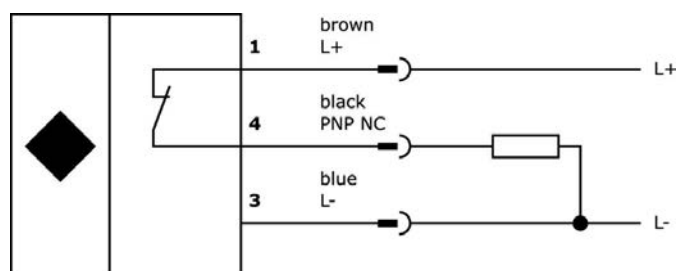 brown
1 L+
L+
black
4 PNP NC
blue
3 L-
L-